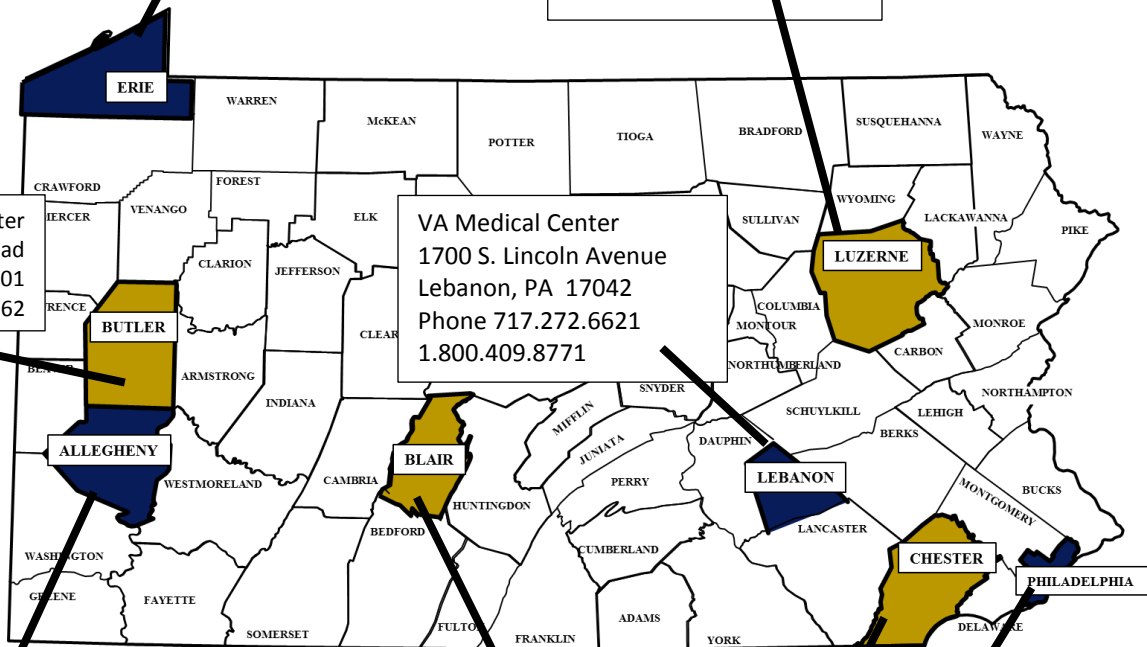 ERIE
WARREN
McKEAN
POTTER
TIOGA
BRADFORD
SUSQUEHANNA
WAYNE
CRAWFORD
FOREST
VENANGO
ELK
SULLIVAN
WYOMING
LACKAWANNA
PIKE
01
62
CLARION
JEFFERSON
VA Medical Center
1700 S. Lincoln Avenue
Lebanon, PA 17042
Phone 717.272.6621
1.800.409.8771
LUZERNE
COLUMBIA
MONTOUR
MONROE
BUTLER
CLEAR
NORTHUMBERLAND
CARBON
ARMSTRONG
INDIANA
SNYDER
NORTHAMPTON
MIFFLIN
SCHUYLKILL
LEHIGH
ALLEGHENY
BLAIR
JUNIATA
DAUPHIN
BERKS
WESTMORELAND
CAMBRIA
PERRY
LEBANON
BUCKS
HUNTINGDON
MONTGOMERY
BEDFORD
LANCASTER
WASHINGTON
CUMBERLAND
CHESTER
PHILADELPHIA
GREENE
FAYETTE
ADAMS
SOMERSET
FULTON
FRANKLIN
YORK
DELAWARE